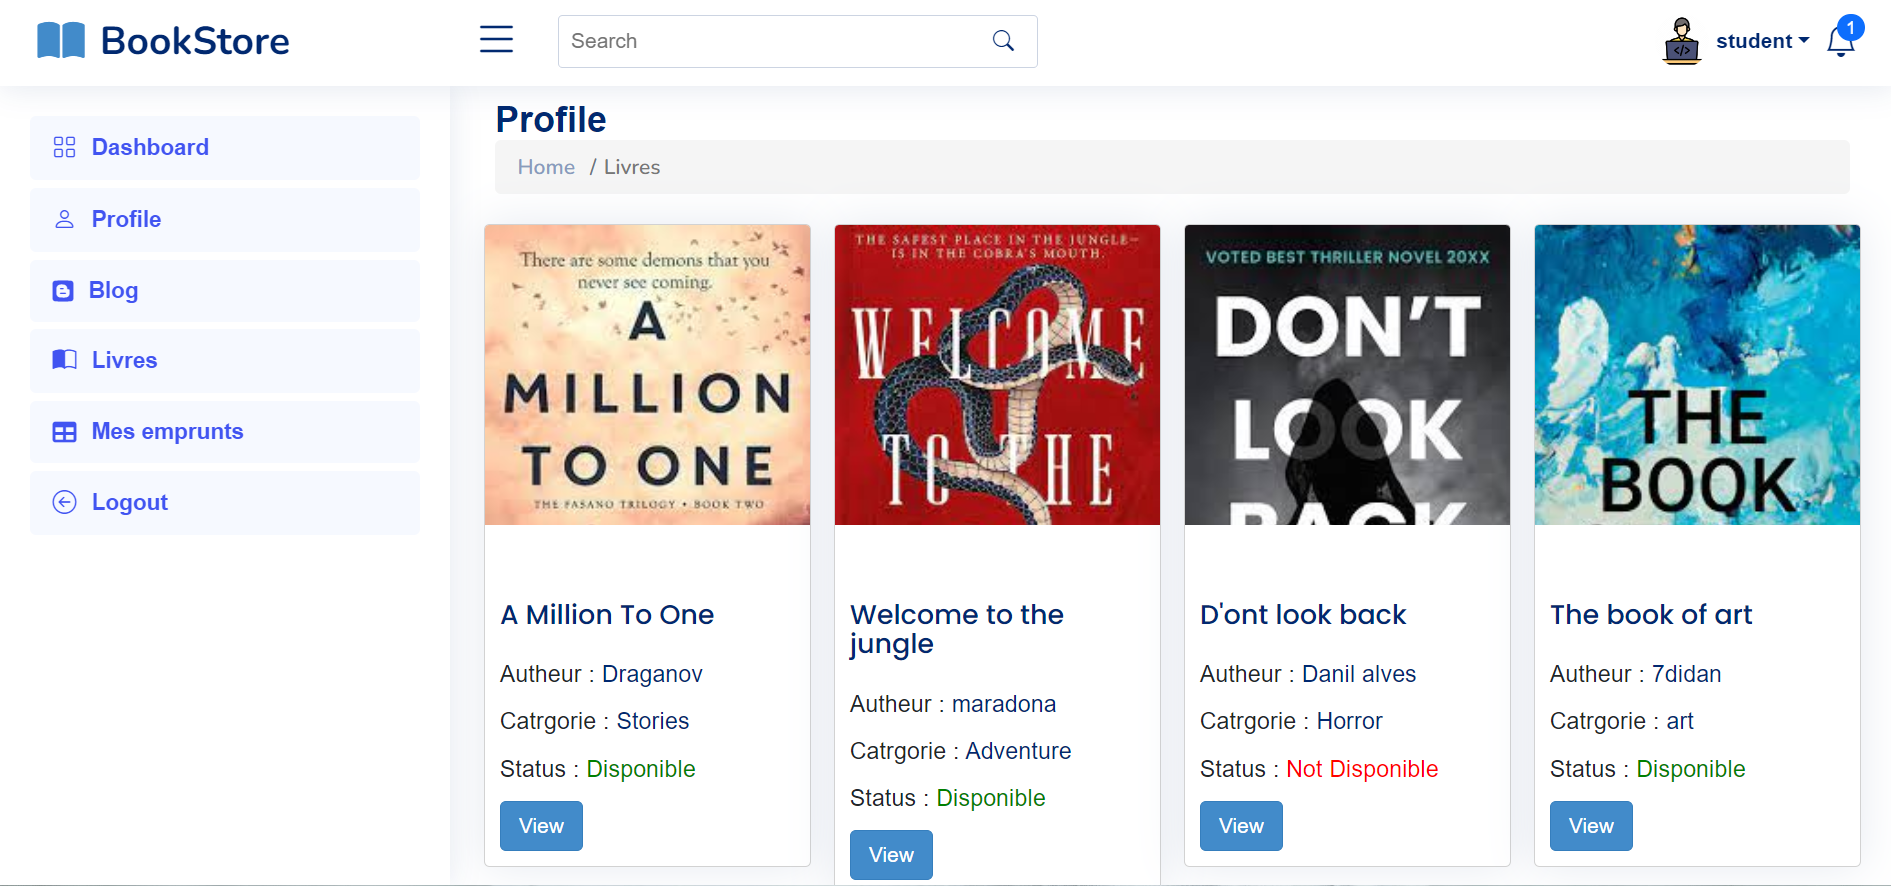 BookStore
Search
student
1
Dashboard
Profile
Blog
Livres
Mes emprunts
Logout
Profile
Home / Livres
There are some demons that you
never see coming.
A
MILLION
TO ONE
THE FASANO TRILOGY • BOOK TWO
A Million To One
Autheur : Draganov
Catrgorie : Stories
Status : Disponible
View
THE SAFEST PLACE IN THE JUNGLE—
IS IN THE COBRA'S MOUTH.
WELCOME
TO THE
Welcome to the
jungle
Autheur : maradona
Catrgorie : Adventure
Status : Disponible
View
VOTED BEST THRILLER NOVEL 20XX
DON'T
LOOK
BACK
D'ont look back
Autheur : Danil alves
Catrgorie : Horror
Status : Not Disponible
View
THE
BOOK
The book of art
Autheur : 7didan
Catrgorie : art
Status : Disponible
View